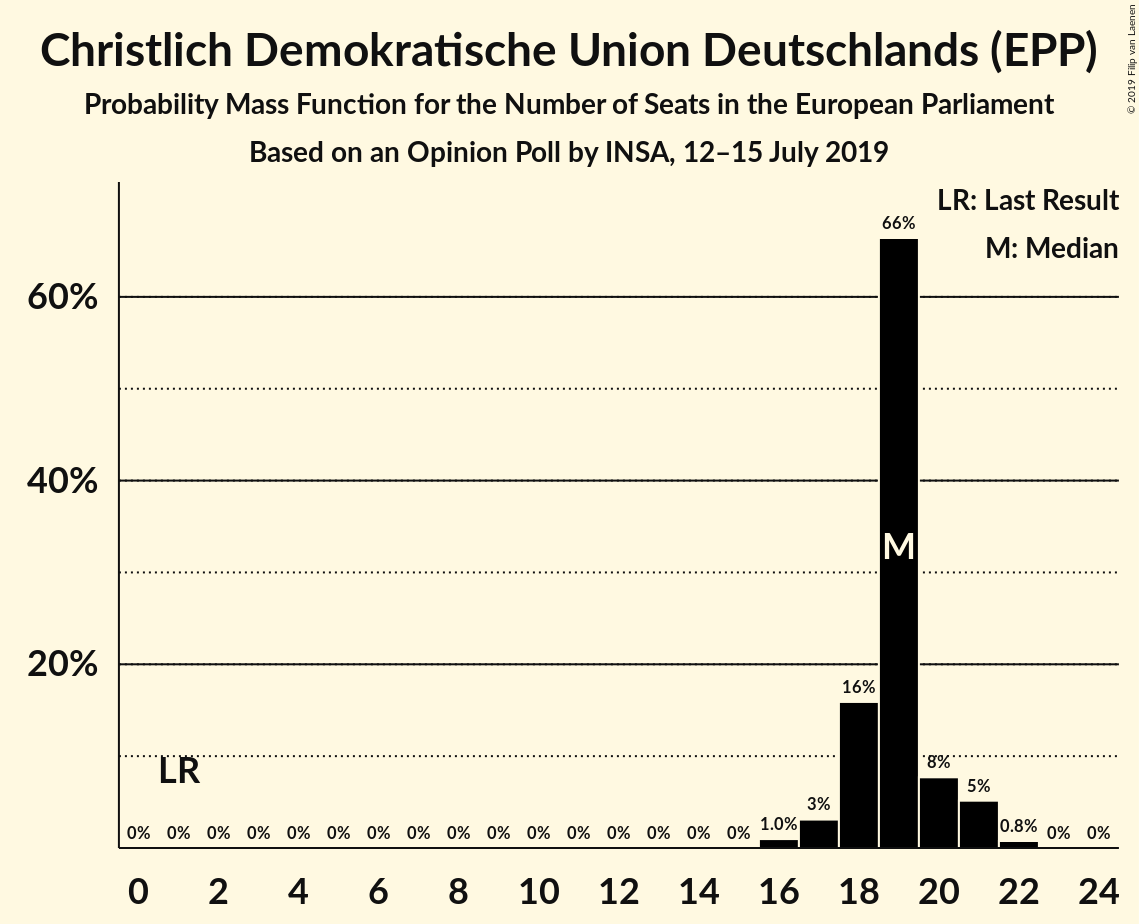 Christlich Demokratische Union Deutschlands (EPP)
Probability Mass Function for the Number of Seats in the European Parliament
Based on an Opinion Poll by INSA, 12–15 July 2019
© 2019 Filip van Laenen
LR: Last Result
M: Median
60%
40%
20%
66%
M
16%
LR
8%
5%
3%
1.0%
0.8%
0% 0% 0% 0% 0% 0% 0% 0% 0% 0% 0% 0% 0% 0% 0% 0% 0% 0%
0 2 4 6 8 10 12 14 16 18 20 22 24